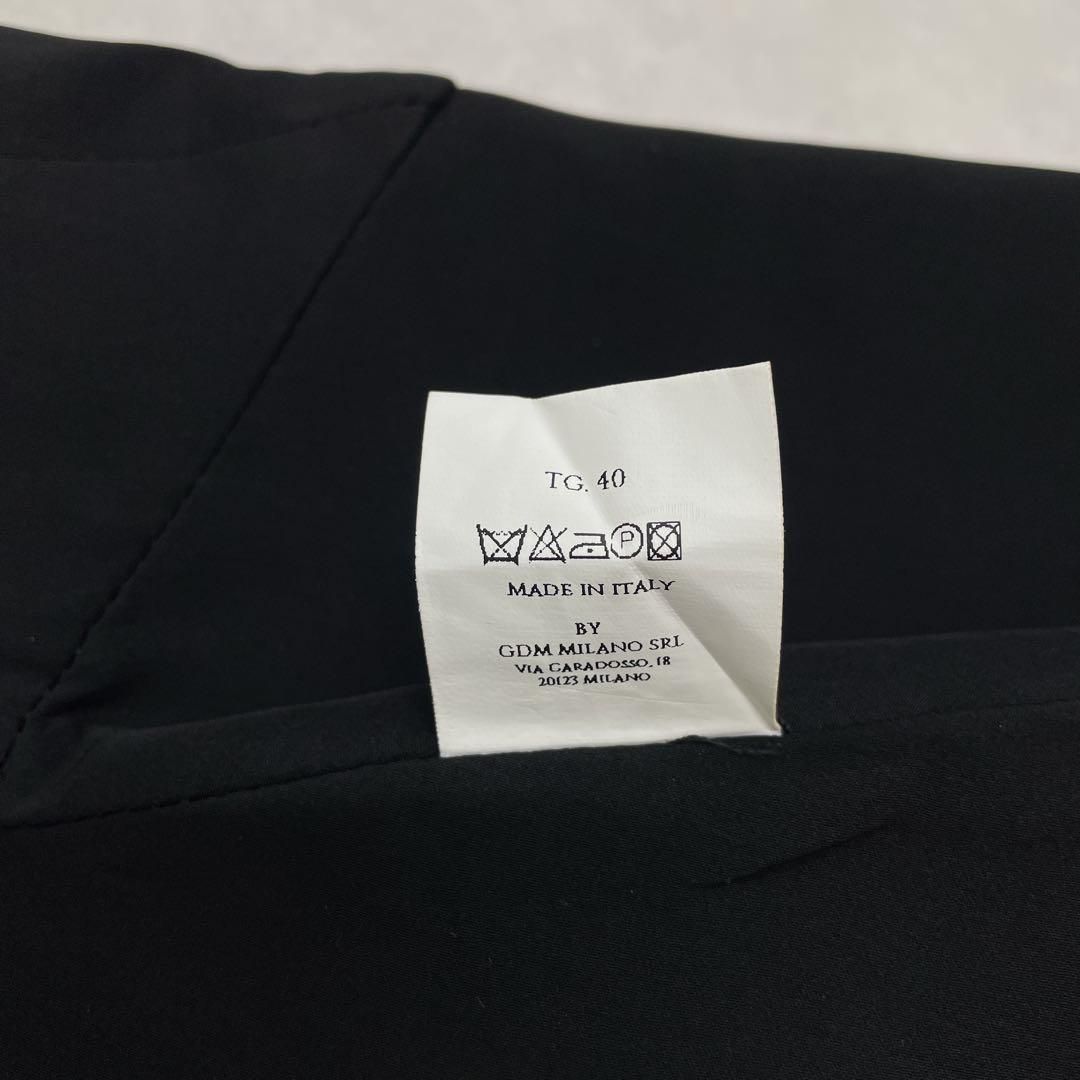 TG. 40
P
MADE IN ITALY
BY
GDM MILANO SRL
VIA CARADOSSO, 18
20123 MILANO